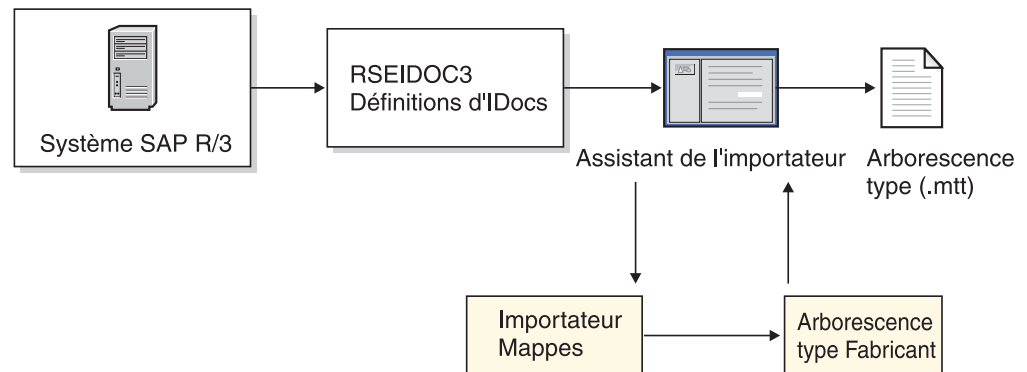 Système SAP R/3
RSEIDOC3
Définitions d'IDocs
Assistant de l'importateur
Arborescence
type (.mtt)
Importateur
Mappes
Arborescence
type Fabricant